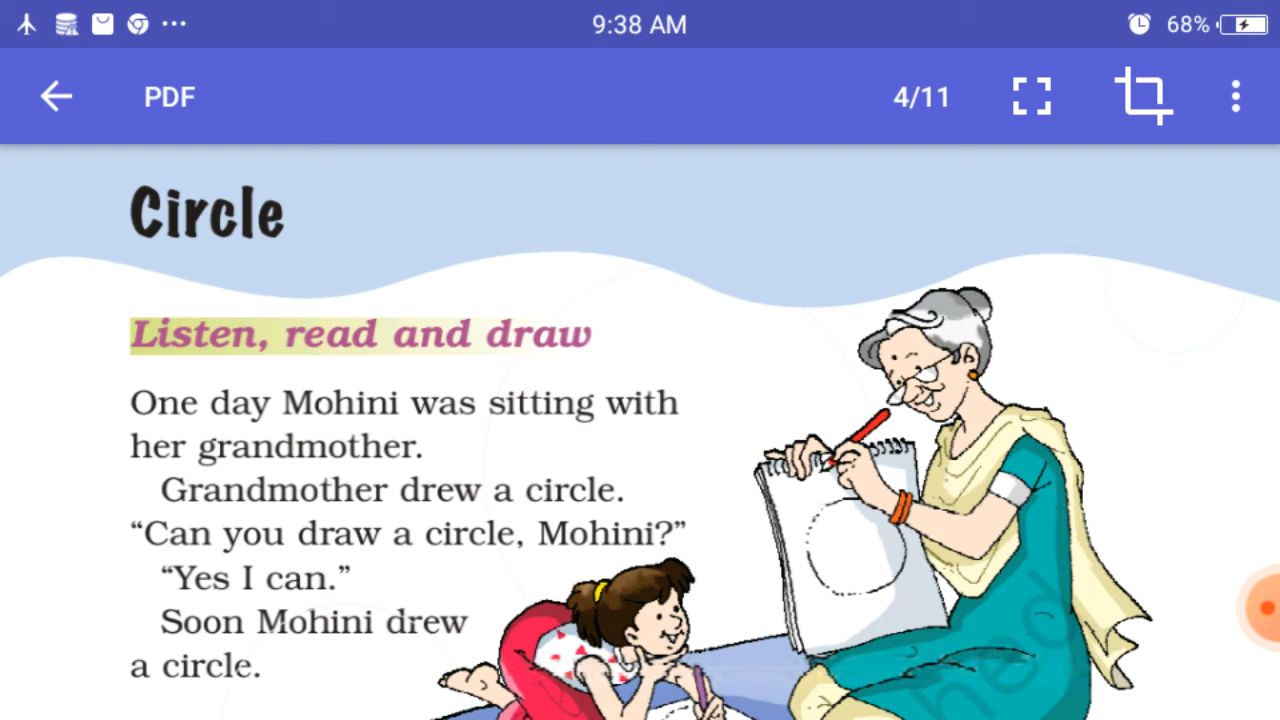 9:38 AM
68%
PDF
4/11
Circle
Listen, read and draw
One day Mohini was sitting with
her grandmother.
Grandmother drew a circle.
“Can you draw a circle, Mohini?”
“Yes I can.”
Soon Mohini drew
a circle.